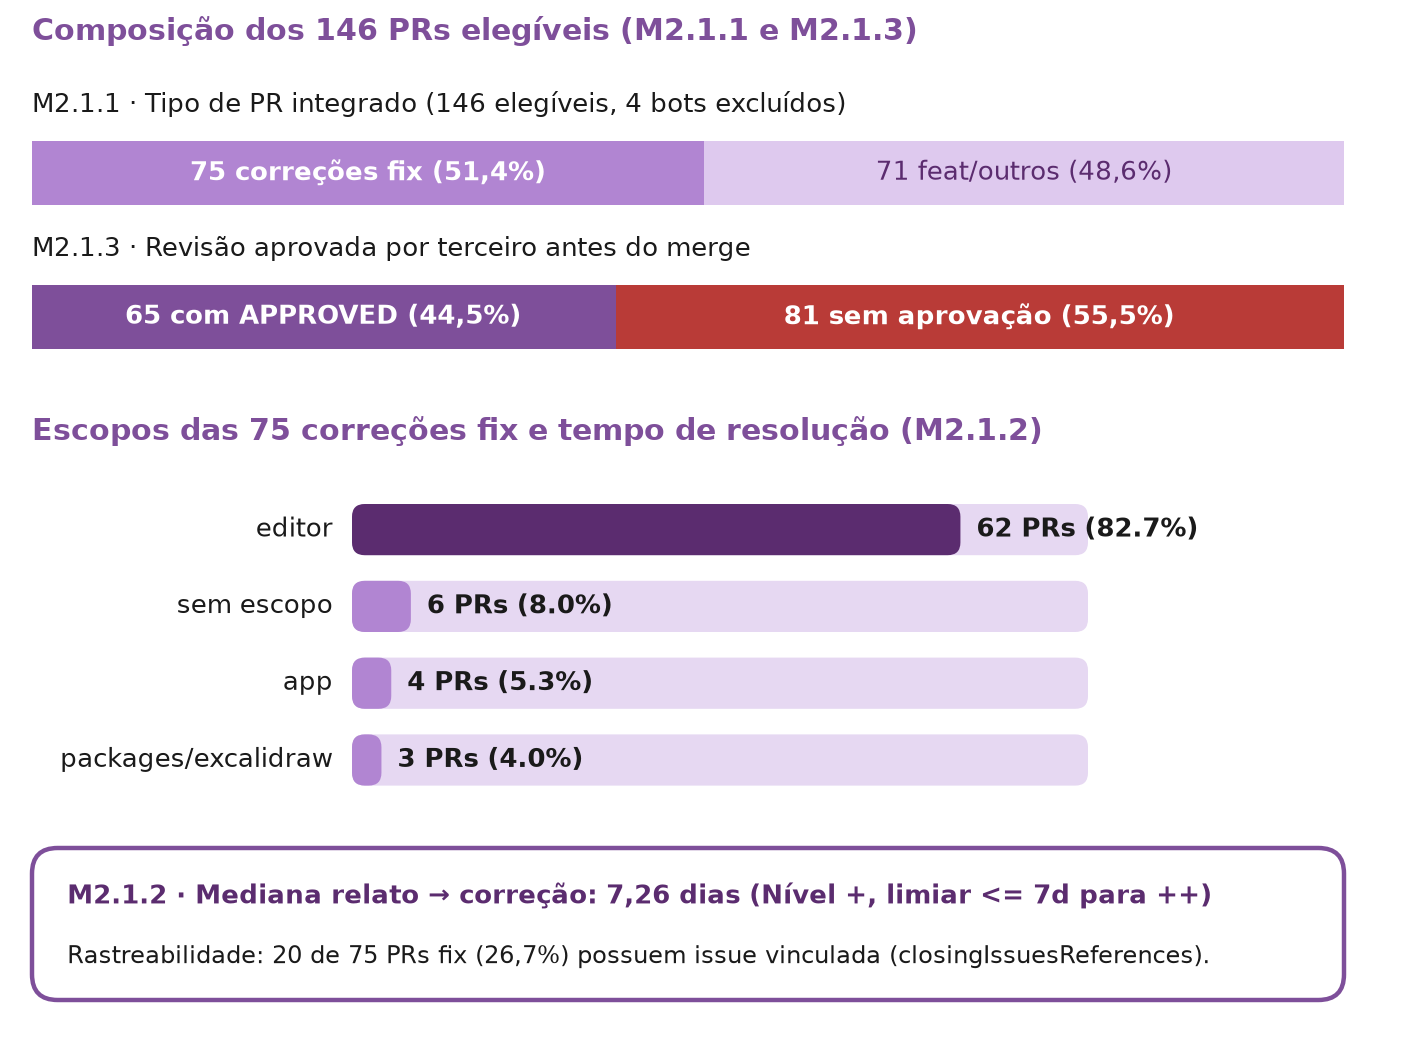 Composição dos 146 PRs elegíveis (M2.1.1 e M2.1.3)
M2.1.1 · Tipo de PR integrado (146 elegíveis, 4 bots excluídos)
75 correções fix (51,4%)
71 feat/outros (48,6%)
M2.1.3 · Revisão aprovada por terceiro antes do merge
65 com APPROVED (44,5%)
81 sem aprovação (55,5%)
Escopos das 75 correções fix e tempo de resolução (M2.1.2)
editor
62 PRs (82.7%)
sem escopo
6 PRs (8.0%)
app
4 PRs (5.3%)
packages/excalidraw
3 PRs (4.0%)
M2.1.2 · Mediana relato → correção: 7,26 dias (Nível +, limiar <= 7d para ++)
Rastreabilidade: 20 de 75 PRs fix (26,7%) possuem issue vinculada (closingIssuesReferences).